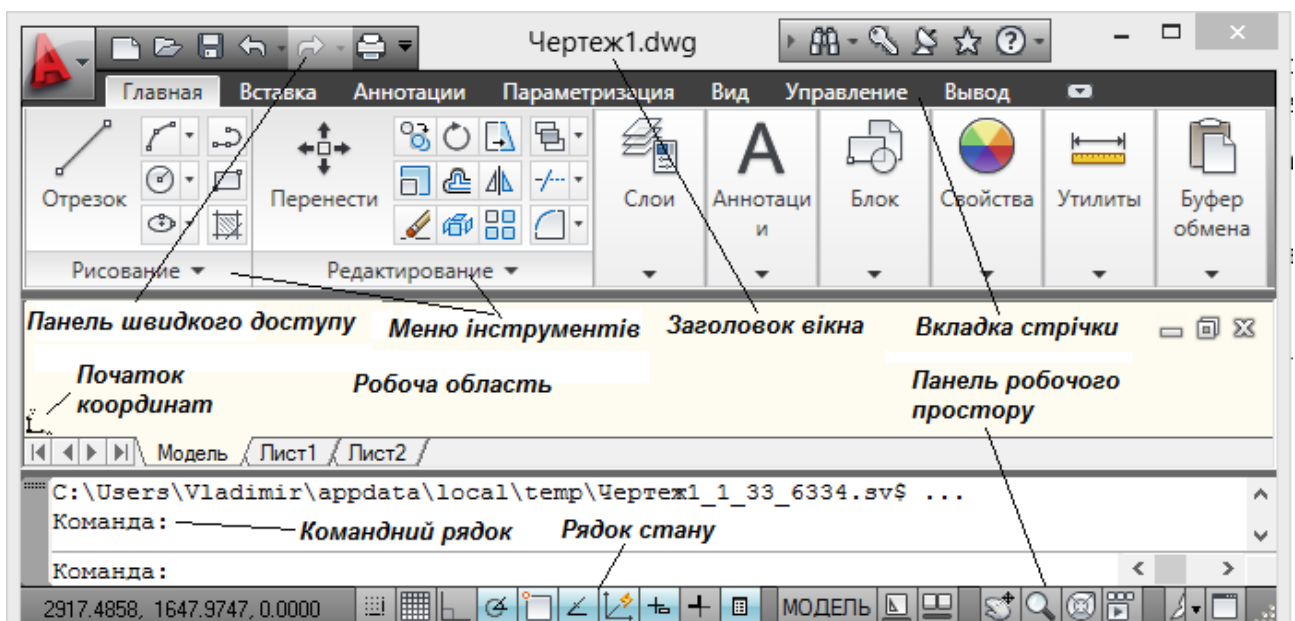 Чертеж1.dwg
Главная Вставка Аннотации Параметризация Вид Управление Вывод
Отрезок Перенести Слои Аннотаци Блок Свойства Утилиты Буфер
и обмена
Рисование Редактирование
Панель швидкого доступу Меню інструментів Заголовок вікна Вкладка стрічки
Початок Робоча область Панель робочого
координат простору
Модель Лист1 Лист2
C:\Users\Vladimir\appdata\local\temp\Чертеж1_1_33_6334.sv$ ...
Команда: Командний рядок Рядок стану
Команда:
2917.4858, 1647.9747, 0.0000 МОДЕЛЬ